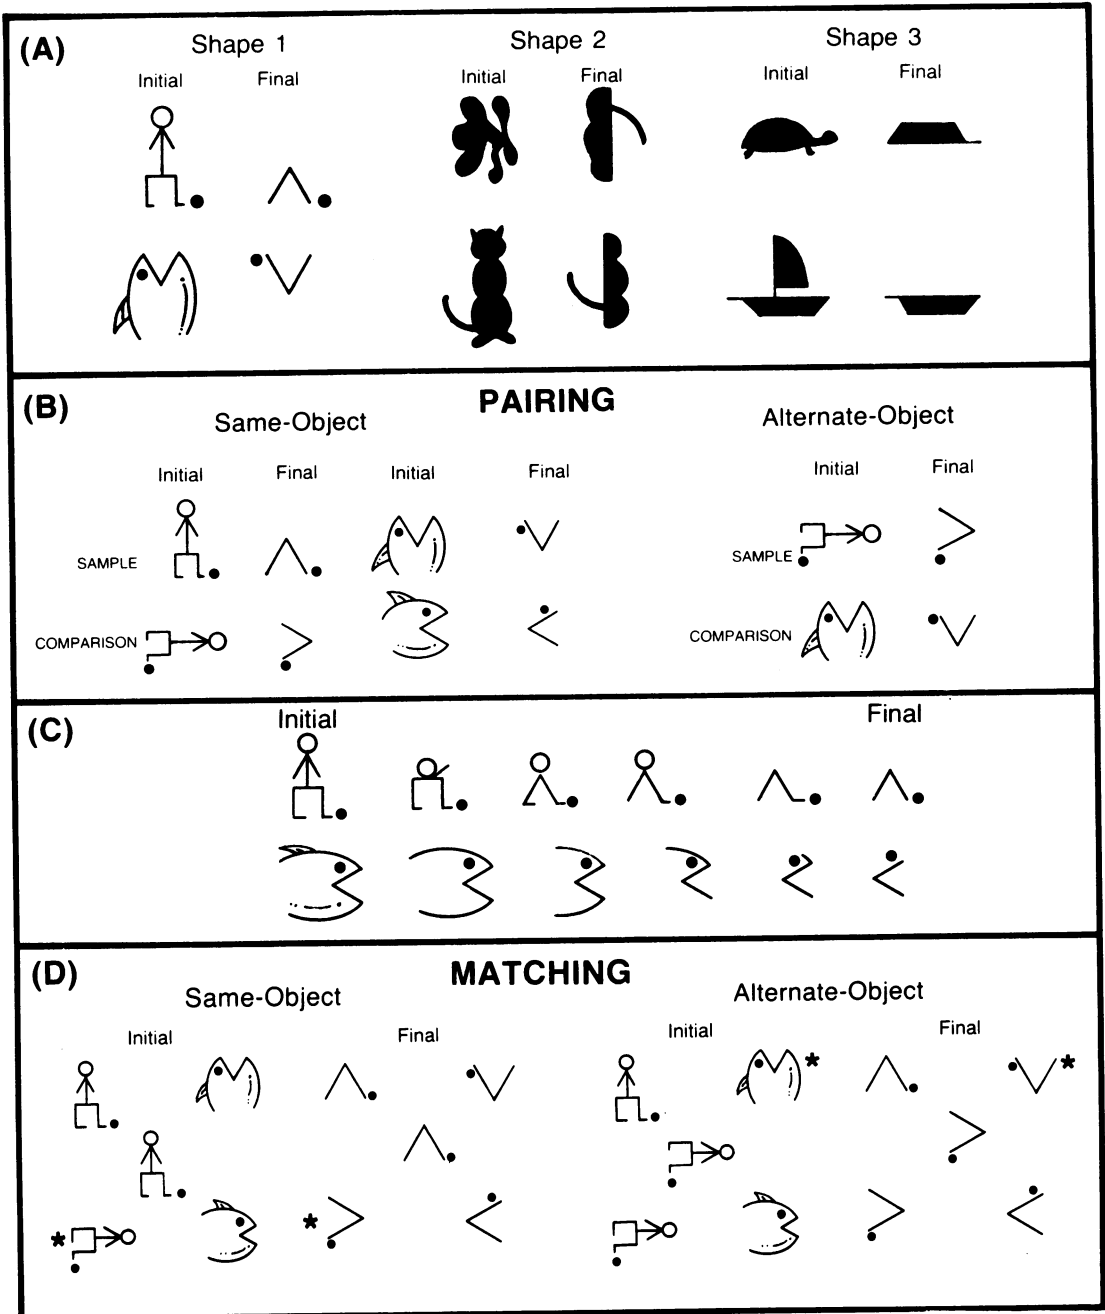 (A)
Shape 1 Shape 2 Shape 3
Initial Final Initial Final Initial Final
(B) PAIRING
Same-Object Alternate-Object
Initial Final Initial Final Initial Final
SAMPLE SAMPLE
COMPARISON COMPARISON
(C) Initial Final
(D) MATCHING
Same-Object Alternate-Object
Initial Final Initial Final
* *
* *